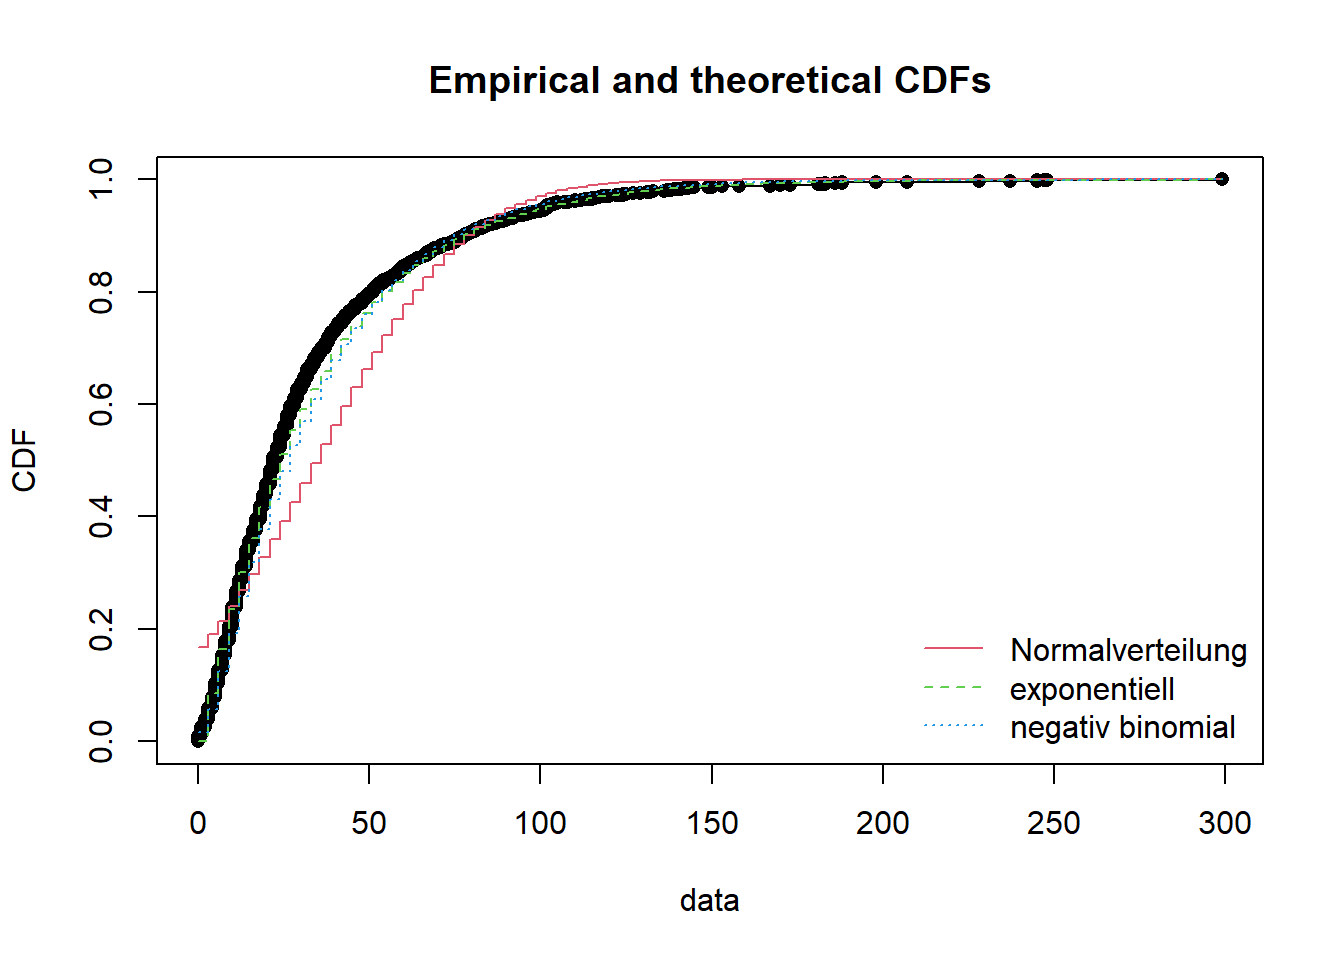 Empirical and theoretical CDFs
CDF
1.0
0.8
0.6
0.4
0.2
0.0
Normalverteilung
exponentiell
negativ binomial
0 50 100 150 200 250 300
data